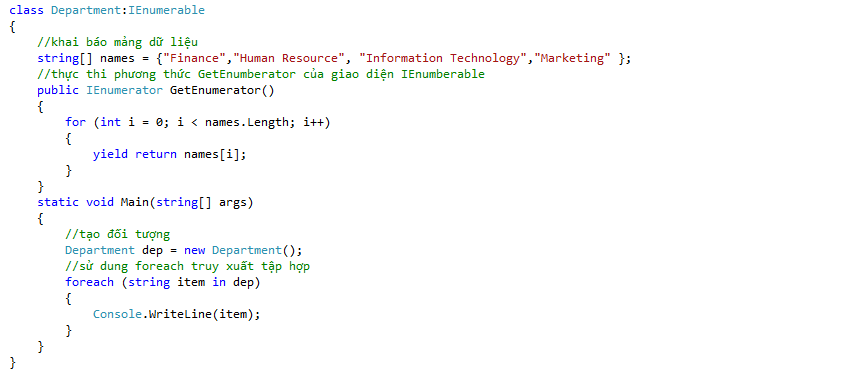 class Department:IEnumerable
{
//khai báo mảng dữ liệu
string[] names = {"Finance","Human Resource", "Information Technology","Marketing" };
//thực thi phương thức GetEnumberator của giao diện IEnumberable
public IEnumerator GetEnumerator()
{
for (int i = 0; i < names.Length; i++)
{
yield return names[i];
}
}
static void Main(string[] args)
{
//tạo đối tượng
Department dep = new Department();
//sử dung foreach truy xuất tập hợp
foreach (string item in dep)
{
Console.WriteLine(item);
}
}
}